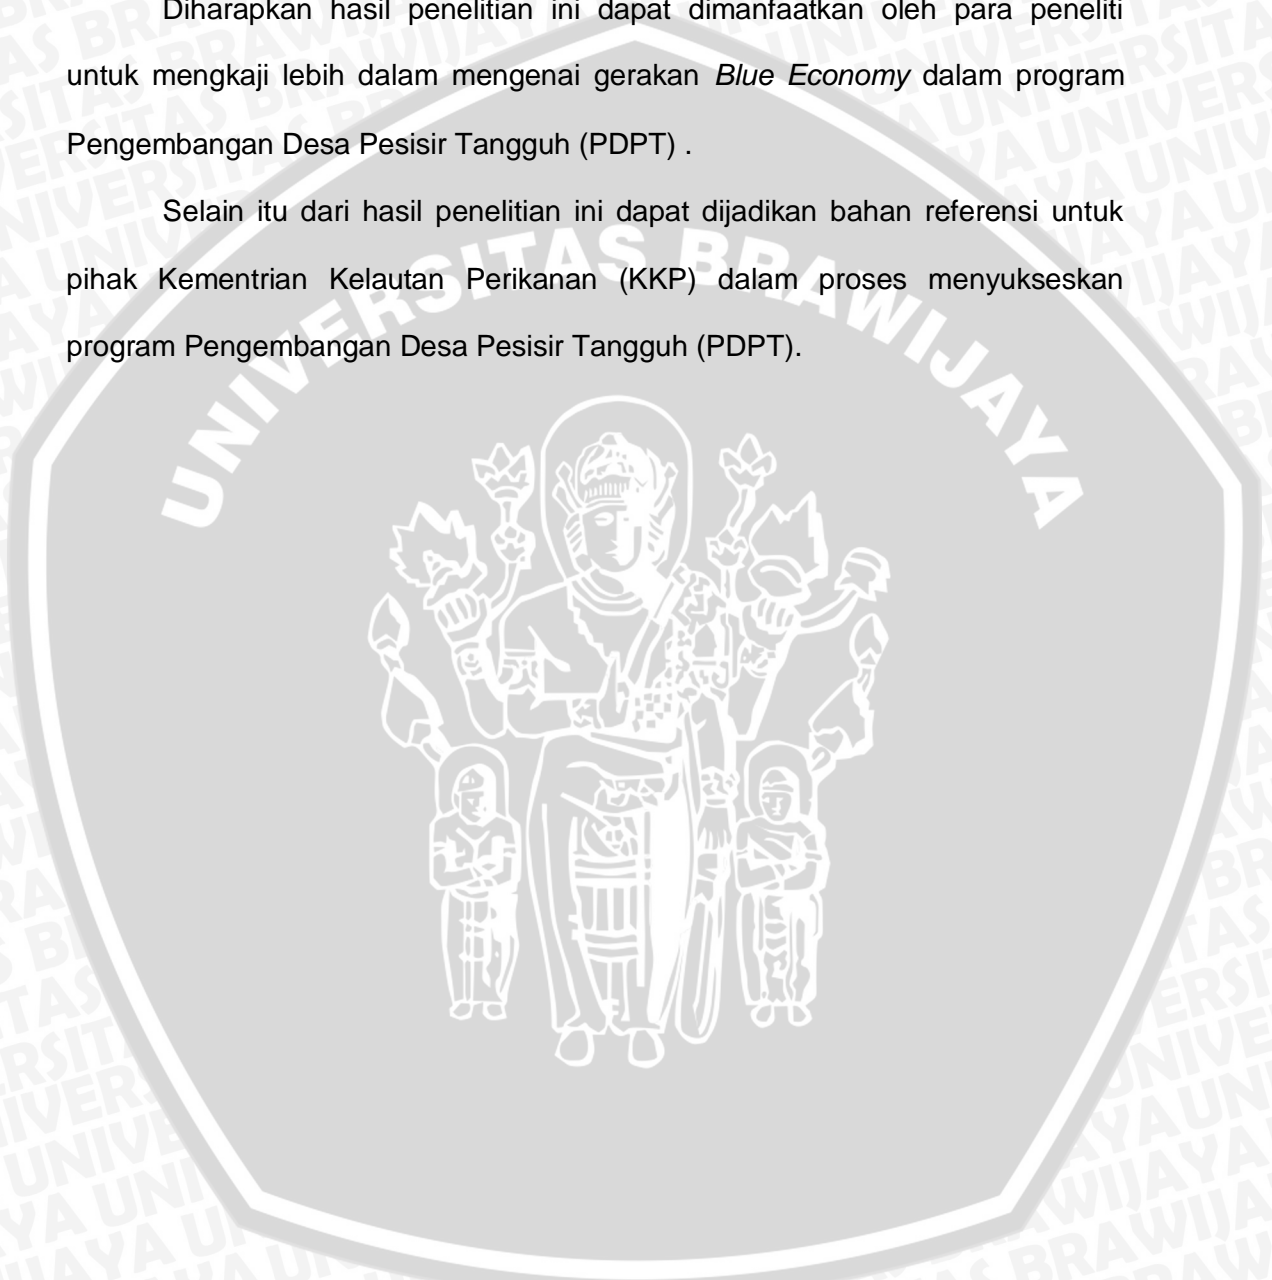 Diharapkan hasil penelitian ini dapat dimanfaatkan oleh para peneliti
untuk mengkaji lebih dalam mengenai gerakan Blue Economy dalam program
Pengembangan Desa Pesisir Tangguh (PDPT) .
Selain itu dari hasil penelitian ini dapat dijadikan bahan referensi untuk
pihak Kementrian Kelautan Perikanan (KKP) dalam proses menyukseskan
program Pengembangan Desa Pesisir Tangguh (PDPT).
UNIVERSITAS BRAWIJAYA